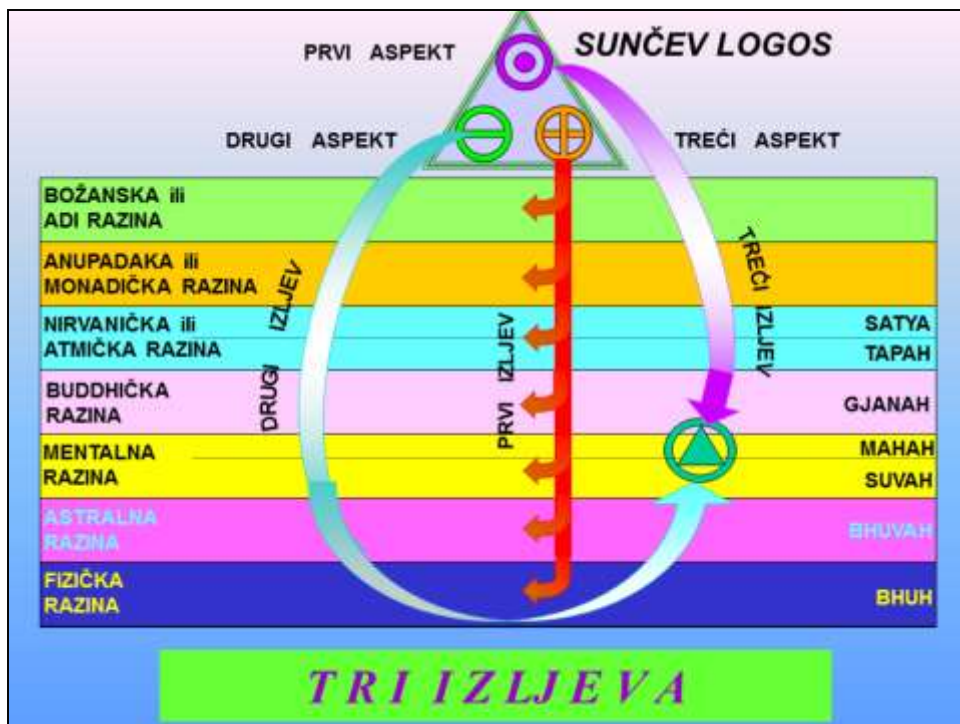 PRVI ASPEKT
SUNČEV LOGOS
DRUGI ASPEKT
TREĆI ASPEKT
BOŽANSKA ili
ADI RAZINA
ANUPADAKA ili
MONADIČKA RAZINA
NIRVANIČKA ili
ATMIČKA RAZINA
SATYA
TAPAH
BUDDHIČKA
RAZINA
GJANAH
MENTALNA
RAZINA
MAHAH
SUVAH
ASTRALNA
RAZINA
BHUVAH
FIZIČKA
RAZINA
BHUH
DRUGI IZLJEV
PRVI IZLJEV
TREĆI IZLJEV
TRI IZLJEVA